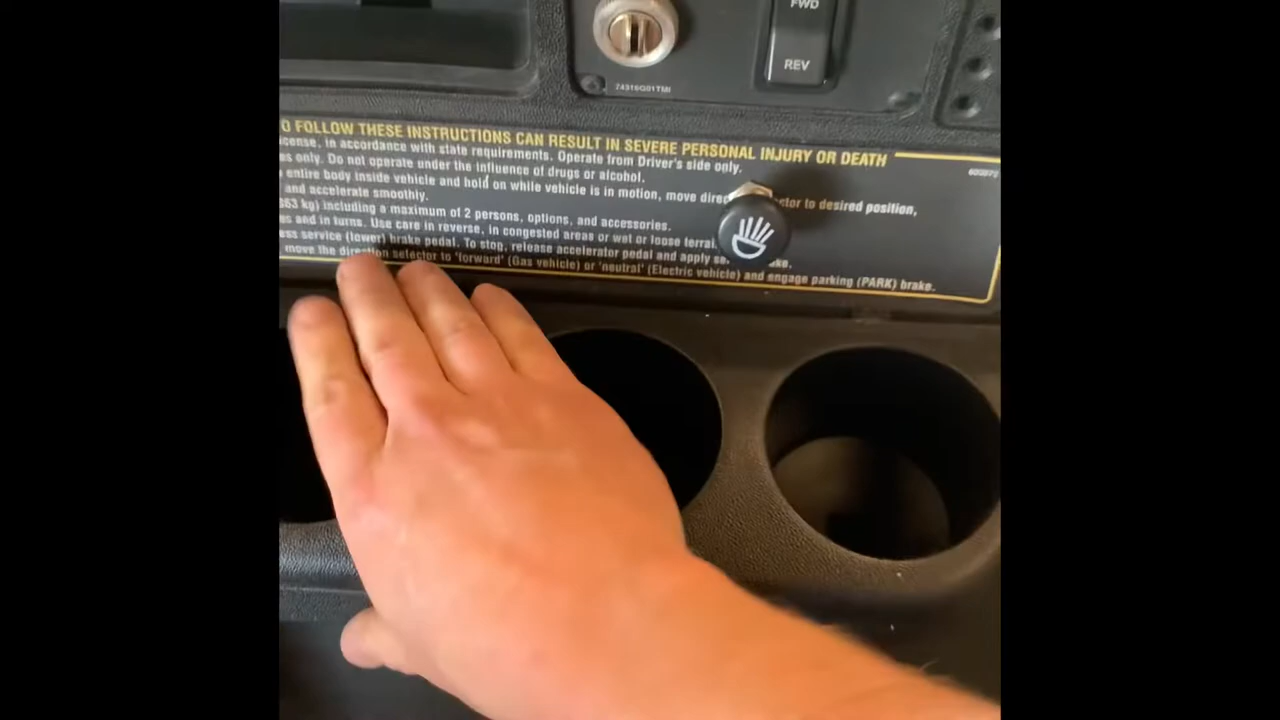 FWD
REV
74316G01TMI
O FOLLOW THESE INSTRUCTIONS CAN RESULT IN SEVERE PERSONAL INJURY OR DEATH
icense, in accordance with state requirements. Operate from Driver's side only.
es only. Do not operate under the influence of drugs or alcohol.
entire body inside vehicle and hold on while vehicle is in motion, move direc ctor to desired position,
and accelerate smoothly.
363 kg) including a maximum of 2 persons, options, and accessories.
es and in turns. Use care in reverse, in congested areas or wet or loose terrai
ess service (lower) brake pedal. To stop, release accelerator pedal and apply se ke.
move the direction selector to 'forward' (Gas vehicle) or 'neutral' (Electric vehicle) and engage parking (PARK) brake.